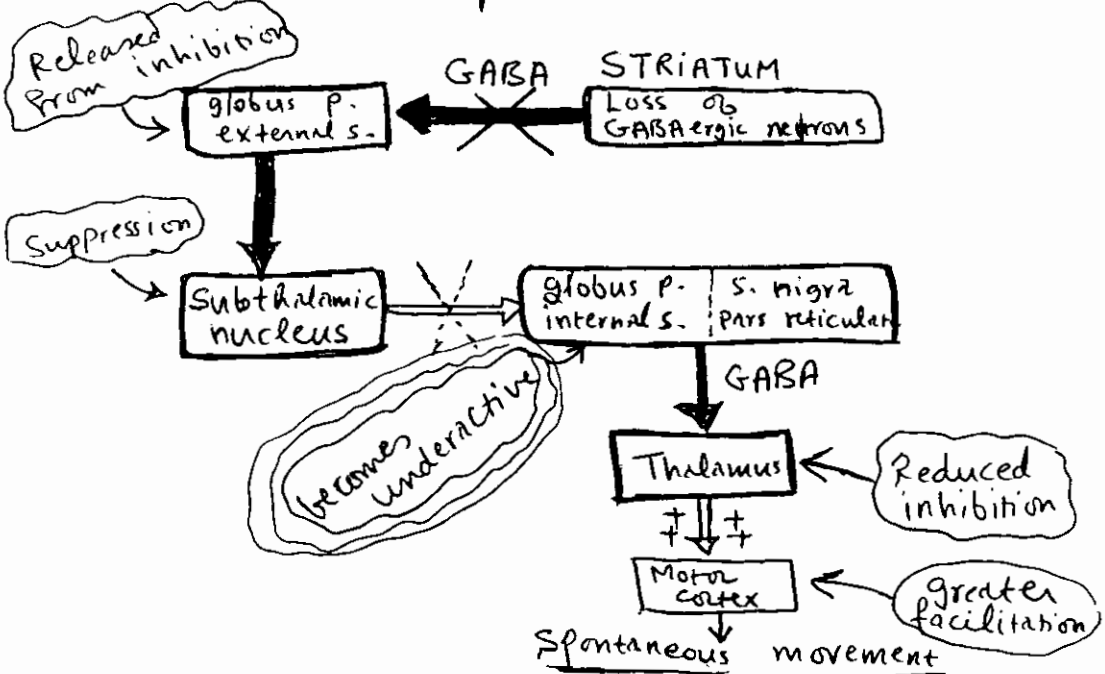 Released
from inhibition
GABA
STRIATUM
globus p.
external s.
Loss of
GABAergic neurons
Suppression
Subthalamic
nucleus
globus p.
internal s.
s. nigra
pars reticular
becomes
underactive
GABA
Thalamus
Reduced
inhibition
++ ++
Motor
cortex
greater
facilitation
Spontaneous movement